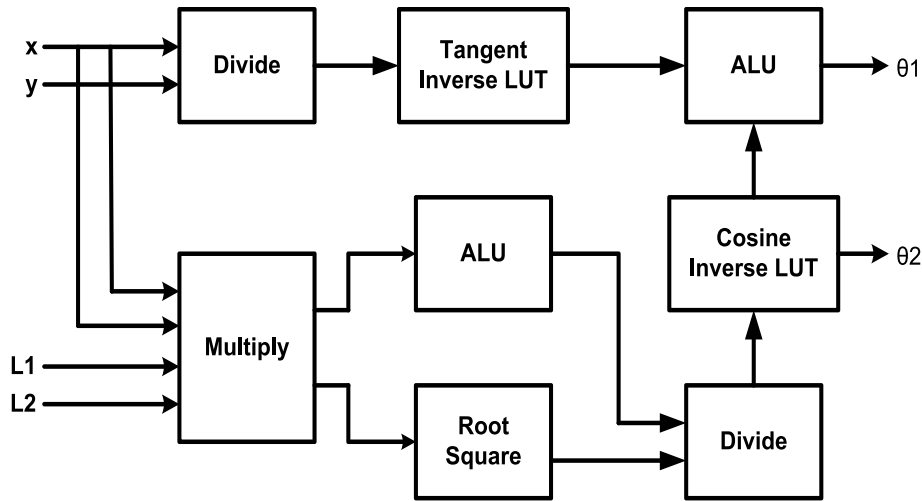 x
y
Divide
Tangent
Inverse LUT
ALU
θ1
Cosine
Inverse LUT
θ2
ALU
Multiply
L1
L2
Root
Square
Divide